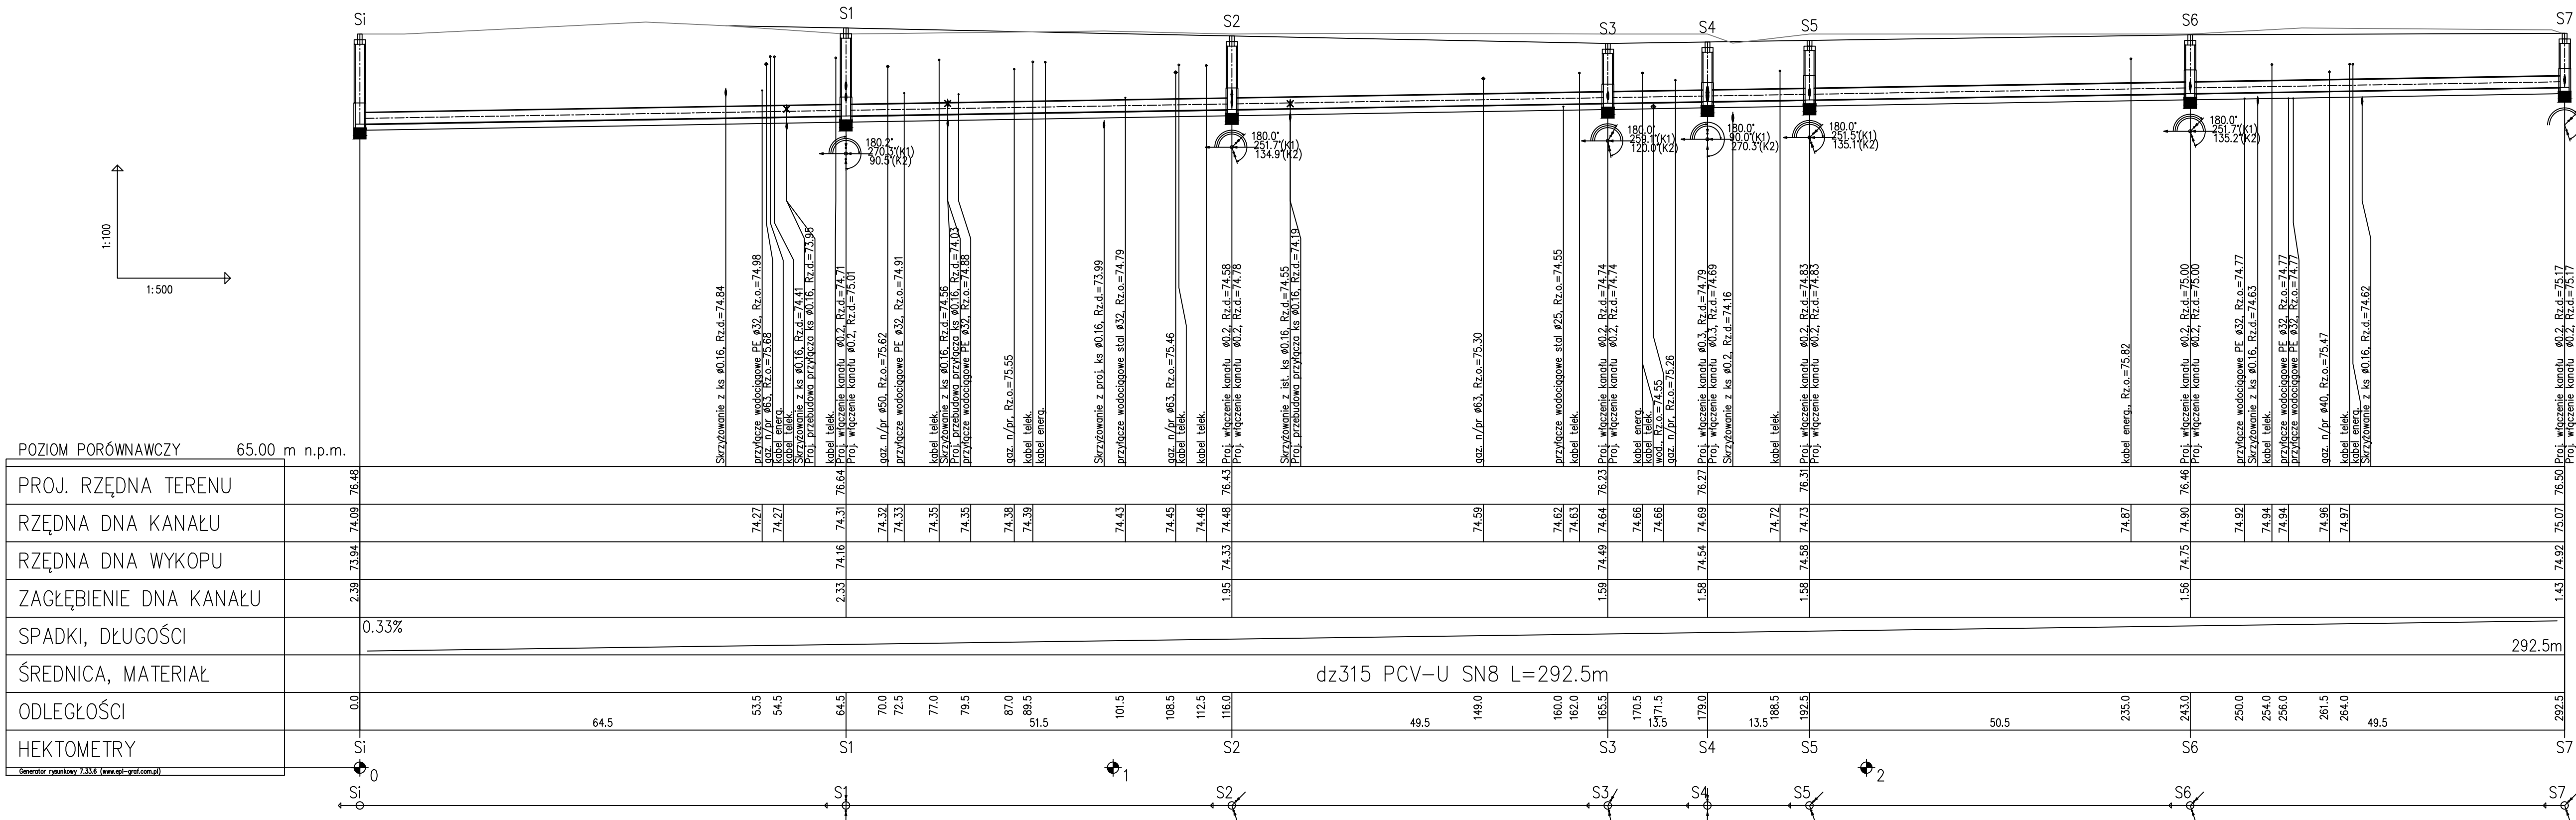 Si
S1
S2
S3
S4
S5
S6
S7
180.2°
270.3°(K1)
90.5°(K2)
180.0°
251.7°(K1)
134.9°(K2)
180.0°
259.1°(K1)
120.0°(K2)
180.0°
90.0°(K1)
270.3°(K2)
180.0°
251.5°(K1)
135.1°(K2)
180.0°
251.7°(K1)
135.2°(K2)
1:100
1:500
Skrzyżowanie z ks ø0.16, Rz.d.=74.84
przyłącze wodociągowe PE ø32, Rz.o.=74.98
gaz. n/pr ø63, Rz.o.=75.68
kabel energ.
kabel telek.
Skrzyżowanie z ks ø0.16, Rz.d.=74.41
Proj. przebudowa przyłącza ks ø0.16, Rz.d.=73.95
kabel telek.
Proj. włączenie kanału ø0.2, Rz.d.=74.71
Proj. włączenie kanału ø0.2, Rz.d.=75.01
gaz. n/pr ø50, Rz.o.=75.62
przyłącze wodociągowe PE ø32, Rz.o.=74.91
kabel telek.
Skrzyżowanie z ks ø0.16, Rz.d.=74.56
Proj. przebudowa przyłącza ks ø0.16, Rz.d.=74.03
przyłącze wodociągowe PE ø32, Rz.o.=74.88
gaz. n/pr, Rz.o.=75.55
kabel telek.
kabel energ.
Skrzyżowanie z proj. ks ø0.16, Rz.d.=73.99
przyłącze wodociągowe stal ø32, Rz.o.=74.79
gaz. n/pr ø63, Rz.o.=75.46
kabel telek.
kabel telek.
Proj. włączenie kanału ø0.2, Rz.d.=74.58
Proj. włączenie kanału ø0.2, Rz.d.=74.78
Skrzyżowanie z ist. ks ø0.16, Rz.d.=74.55
Proj. przebudowa przyłącza ks ø0.16, Rz.d.=74.19
gaz. n/pr ø63, Rz.o.=75.30
przyłącze wodociągowe stal ø25, Rz.o.=74.55
kabel telek.
Proj. włączenie kanału ø0.2, Rz.d.=74.74
Proj. włączenie kanału ø0.2, Rz.d.=74.74
kabel energ.
kabel telek.
wod., Rz.o.=74.55
gaz. n/pr, Rz.o.=75.26
Proj. włączenie kanału ø0.3, Rz.d.=74.79
Proj. włączenie kanału ø0.3, Rz.d.=74.69
Skrzyżowanie z ks ø0.2, Rz.d.=74.16
kabel telek.
Proj. włączenie kanału ø0.2, Rz.d.=74.83
Proj. włączenie kanału ø0.2, Rz.d.=74.83
kabel energ., Rz.o.=75.82
Proj. włączenie kanału ø0.2, Rz.d.=75.00
Proj. włączenie kanału ø0.2, Rz.d.=75.00
przyłącze wodociągowe PE ø32, Rz.o.=74.77
Skrzyżowanie z ks ø0.16, Rz.d.=74.63
kabel telek.
przyłącze wodociągowe PE ø32, Rz.o.=74.77
przyłącze wodociągowe PE ø32, Rz.o.=74.77
gaz. n/pr ø40, Rz.o.=75.47
kabel telek.
kabel energ.
Skrzyżowanie z ks ø0.16, Rz.d.=74.62
Proj. włączenie kanału ø0.2, Rz.d.=75.17
Proj. włączenie kanału ø0.2, Rz.d.=75.17
POZIOM PORÓWNAWCZY 65.00 m n.p.m.
PROJ. RZĘDNA TERENU 76.48 76.64 76.43 76.23 76.27 76.31 76.46 76.50
RZĘDNA DNA KANAŁU 74.09 74.27 74.27 74.31 74.32 74.33 74.35 74.35 74.38 74.39 74.43 74.45 74.46 74.48 74.59 74.62 74.63 74.64 74.66 74.66 74.69 74.72 74.73 74.87 74.90 74.92 74.94 74.94 74.96 74.97 75.07
RZĘDNA DNA WYKOPU 73.94 74.16 74.33 74.49 74.54 74.58 74.75 74.92
ZAGŁĘBIENIE DNA KANAŁU 2.39 2.33 1.95 1.59 1.58 1.58 1.56 1.43
SPADKI, DŁUGOŚCI 0.33% 292.5m
ŚREDNICA, MATERIAŁ dz315 PCV-U SN8 L=292.5m
ODLEGŁOŚCI 0.0 53.5 54.5 64.5 70.0 72.5 77.0 79.5 87.0 89.5 101.5 108.5 112.5 116.0 149.0 160.0 162.0 165.5 170.5 171.5 179.0 188.5 192.5 235.0 243.0 250.0 254.0 256.0 261.5 264.0 292.5
64.5 51.5 49.5 13.5 13.5 50.5 49.5
HEKTOMETRY Si S1 S2 S3 S4 S5 S6 S7
Generator rysunkowy 7.33.6 (www.epi-graf.com.pl)
0 1 2
Si S1 S2 S3 S4 S5 S6 S7